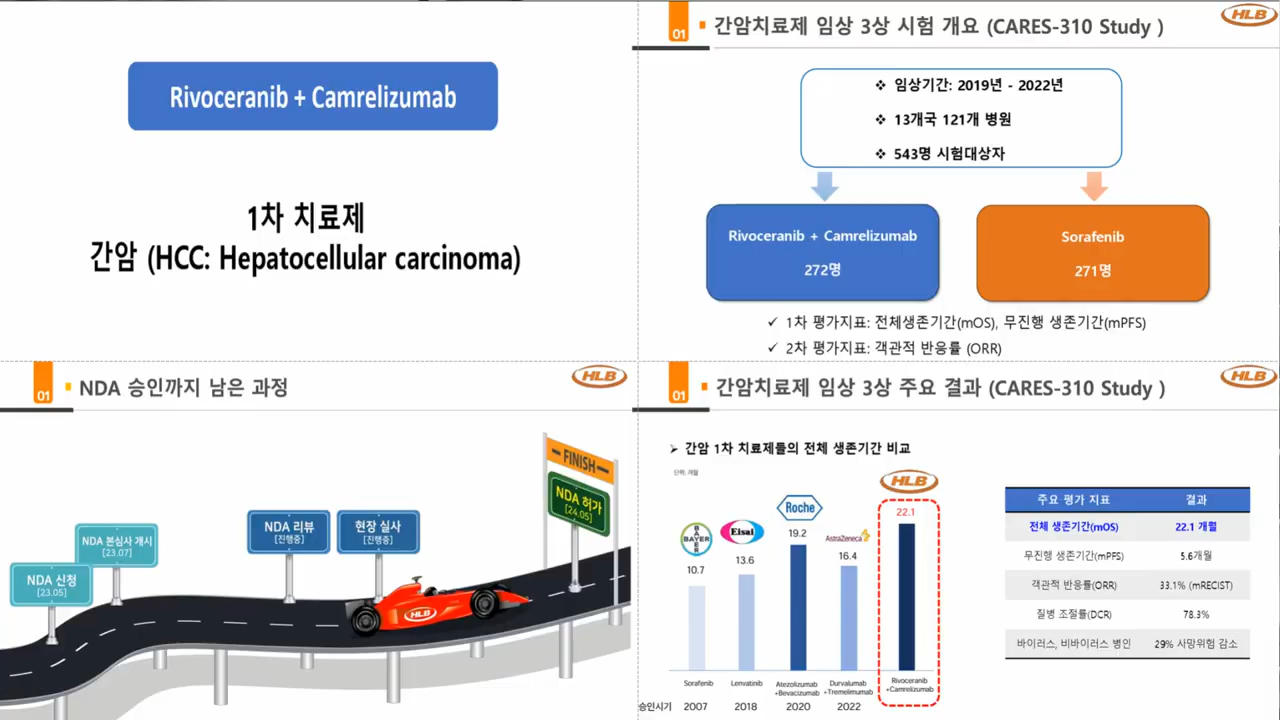 Rivoceranib + Camrelizumab
1차 치료제
간암 (HCC: Hepatocellular carcinoma)
01
간암치료제 임상 3상 시험 개요 (CARES-310 Study )
HLB
임상기간: 2019년 - 2022년
13개국 121개 병원
543명 시험대상자
Rivoceranib + Camrelizumab
272명
Sorafenib
271명
✓ 1차 평가지표: 전체생존기간(mOS), 무진행 생존기간(mPFS)
✓ 2차 평가지표: 객관적 반응률 (ORR)
01
NDA 승인까지 남은 과정
HLB
NDA 신청
[23.05]
NDA 본심사 개시
[23.07]
NDA 리뷰
[진행중]
현장 실사
[진행중]
FINISH
NDA 허가
[24.05]
HLB
01
간암치료제 임상 3상 주요 결과 (CARES-310 Study )
HLB
간암 1차 치료제들의 전체 생존기간 비교
단위: 개월
HLB
BAYER
BAYER
Eisai
Roche
AstraZeneca
10.7
13.6
19.2
16.4
22.1
Sorafenib
Lenvatinib
Atezolizumab
+Bevacizumab
Durvalumab
+Tremelimumab
Rivoceranib
+Camrelizumab
승인시기 2007 2018 2020 2022
주요 평가 지표 결과
전체 생존기간(mOS) 22.1 개월
무진행 생존기간(mPFS) 5.6개월
객관적 반응률(ORR) 33.1% (mRECIST)
질병 조절률(DCR) 78.3%
바이러스, 비바이러스 병인 29% 사망위험 감소